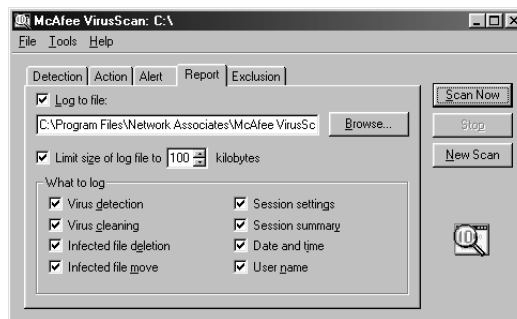 McAfee VirusScan: C:\
File Tools Help
Detection Action Alert Report Exclusion
Log to file:
C:\Program Files\Network Associates\McAfee VirusSc Browse...
Limit size of log file to 100 kilobytes
What to log
Virus detection Session settings
Virus cleaning Session summary
Infected file deletion Date and time
Infected file move User name
Scan Now
Stop
New Scan